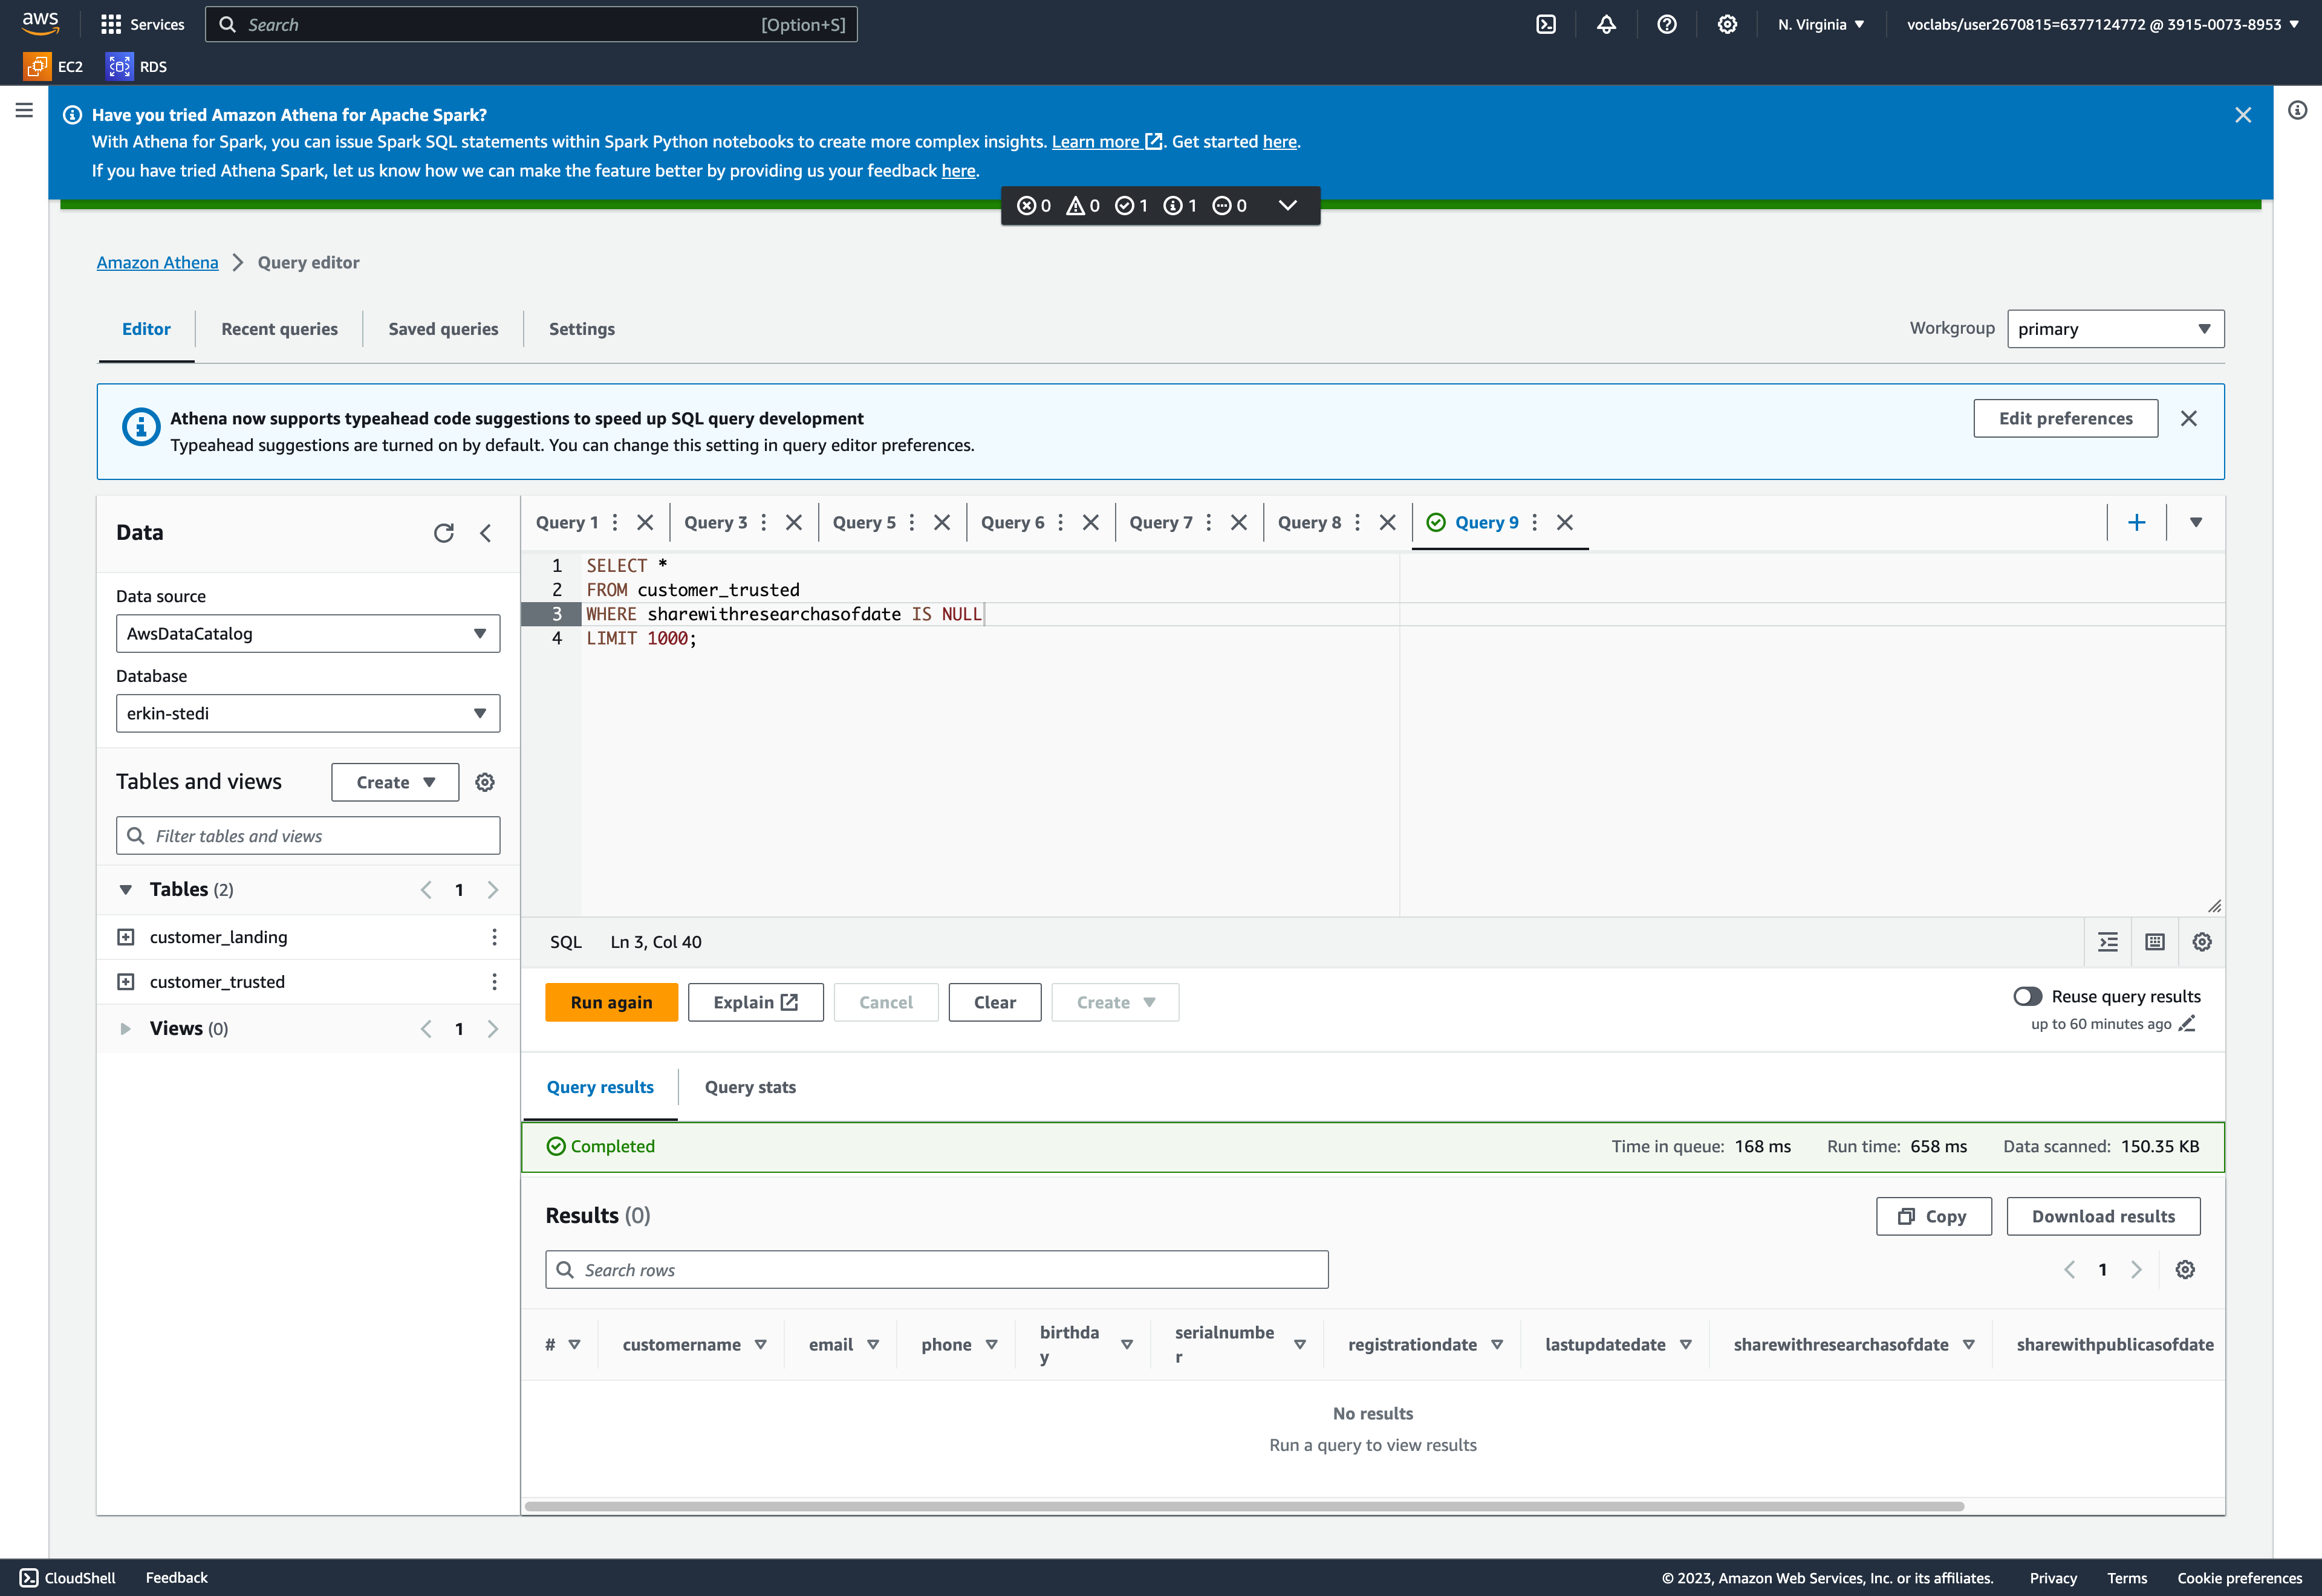 aws
Services
Search [Option+S]
N. Virginia
voclabs/user2670815=6377124772 @ 3915-0073-8953
EC2 RDS
Have you tried Amazon Athena for Apache Spark?
With Athena for Spark, you can issue Spark SQL statements within Spark Python notebooks to create more complex insights. Learn more. Get started here.
If you have tried Athena Spark, let us know how we can make the feature better by providing us your feedback here.
0 0 1 1 0
Amazon Athena Query editor
Editor Recent queries Saved queries Settings
Workgroup primary
Athena now supports typeahead code suggestions to speed up SQL query development
Typeahead suggestions are turned on by default. You can change this setting in query editor preferences.
Edit preferences
Data
Data source
AwsDataCatalog
Database
erkin-stedi
Tables and views Create
Filter tables and views
Tables (2) 1
customer_landing
customer_trusted
Views (0) 1
Query 1 Query 3 Query 5 Query 6 Query 7 Query 8 Query 9
1 SELECT *
2 FROM customer_trusted
3 WHERE sharewithresearchasofdate IS NULL
4 LIMIT 1000;
SQL Ln 3, Col 40
Run again Explain Cancel Clear Create
Reuse query results
up to 60 minutes ago
Query results Query stats
Completed
Time in queue: 168 ms Run time: 658 ms Data scanned: 150.35 KB
Results (0)
Copy Download results
Search rows
1
# customername email phone birthda
y serialnumbe
r registrationdate lastupdatedate sharewithresearchasofdate sharewithpublicasofdate
No results
Run a query to view results
CloudShell Feedback
© 2023, Amazon Web Services, Inc. or its affiliates. Privacy Terms Cookie preferences